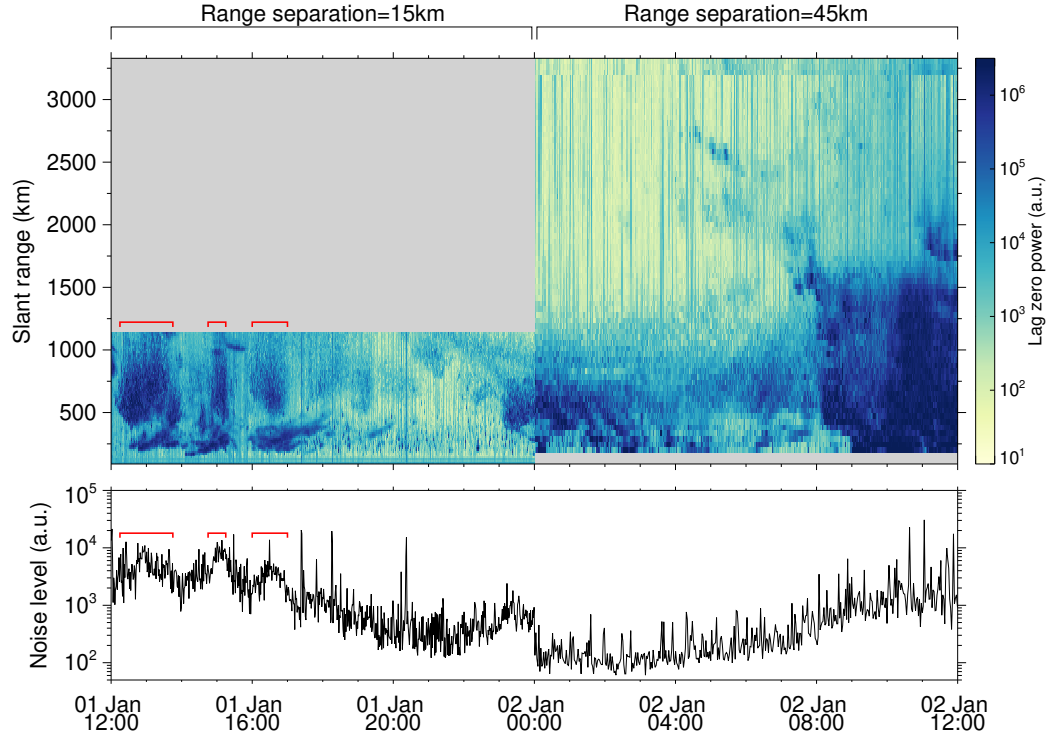 Range separation=15km
Range separation=45km
Slant range (km)
3000
2500
2000
1500
1000
500
10^6
10^5
10^4
10^3
10^2
10^1
Lag zero power (a.u.)
Noise level (a.u.)
10^5
10^4
10^3
10^2
01 Jan
12:00
01 Jan
16:00
01 Jan
20:00
02 Jan
00:00
02 Jan
04:00
02 Jan
08:00
02 Jan
12:00